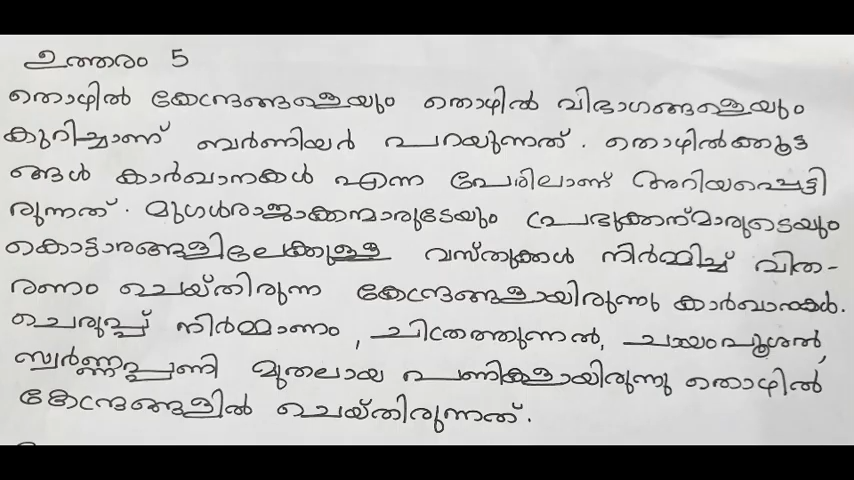 ഉത്തരം 5
തൊഴിൽ കേന്ദ്രങ്ങളെയും തൊഴിൽ വിഭാഗങ്ങളെയും
കുറിച്ചാണ് ബർണിയർ പറയുന്നത്. തൊഴിൽക്കൂട്ട
ങ്ങൾ കാർഖാനകൾ എന്ന പേരിലാണ് അറിയപ്പെട്ടി
രുന്നത്. മുഗൾരാജാക്കന്മാരുടേയും പ്രഭുക്കന്മാരുടെയും
കൊട്ടാരങ്ങളിലേക്കുള്ള വസ്തുക്കൾ നിർമ്മിച്ച് വിത-
രണം ചെയ്തിരുന്ന കേന്ദ്രങ്ങളായിരുന്നു കാർഖാനകൾ.
ചെരുപ്പ് നിർമ്മാണം, ചിത്രത്തുന്നൽ, ചായംപൂശൽ,
സ്വർണ്ണപ്പണി മുതലായ പണികളായിരുന്നു തൊഴിൽ
കേന്ദ്രങ്ങളിൽ ചെയ്തിരുന്നത്.